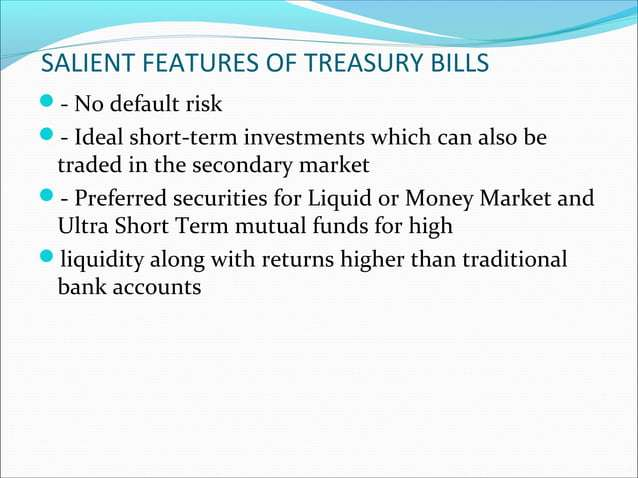 SALIENT FEATURES OF TREASURY BILLS
- No default risk
- Ideal short-term investments which can also be
traded in the secondary market
- Preferred securities for Liquid or Money Market and
Ultra Short Term mutual funds for high
liquidity along with returns higher than traditional
bank accounts